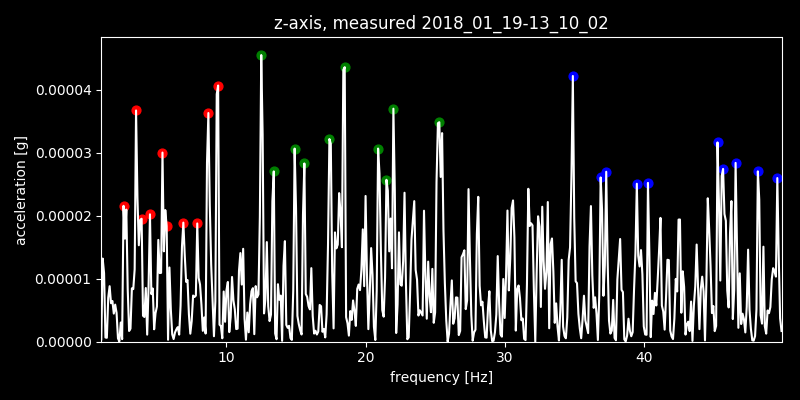 z-axis, measured 2018_01_19-13_10_02
0.00004
0.00003
0.00002
0.00001
0.00000
acceleration [g]
10 20 30 40
frequency [Hz]